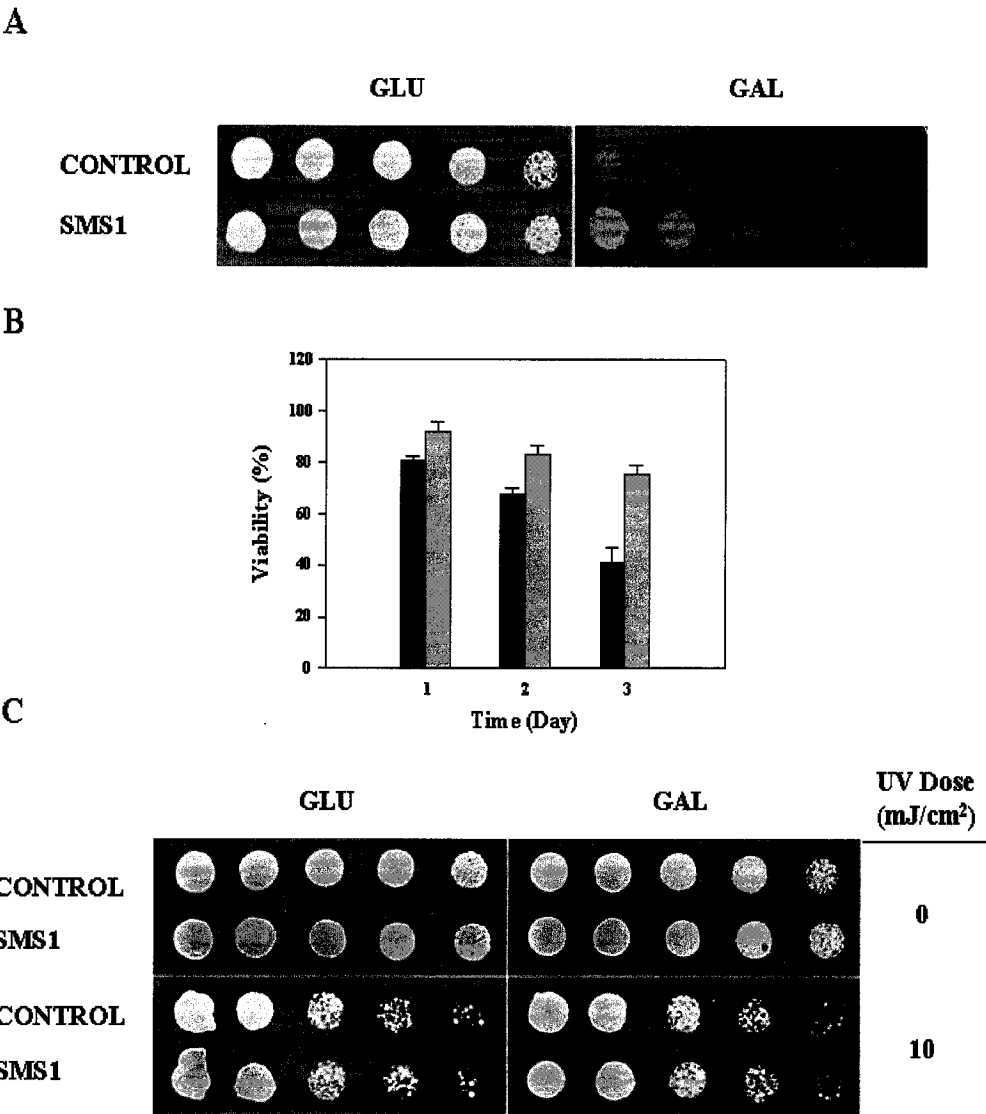 A
GLU GAL
CONTROL
SMS1
B
120
100
80
60
40
20
0
Viability (%)
1 2 3
Time (Day)
C
GLU GAL UV Dose
(mJ/cm²)
CONTROL
SMS1
0
CONTROL
SMS1
10